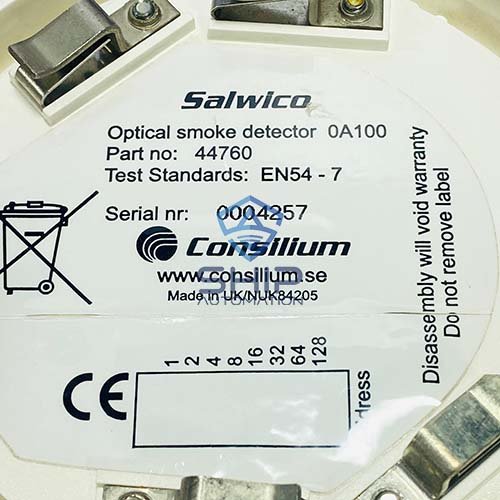 Salwico
Optical smoke detector 0A100
Part no: 44760
Test Standards: EN54 - 7
Serial nr: 0004257
Consilium
www.consilium.se
SHIP
AUTOMATION
Made in UK/NUK84205
Disassembly will void warranty
Do not remove label
1 2 4 8 16 32 64 128
CE